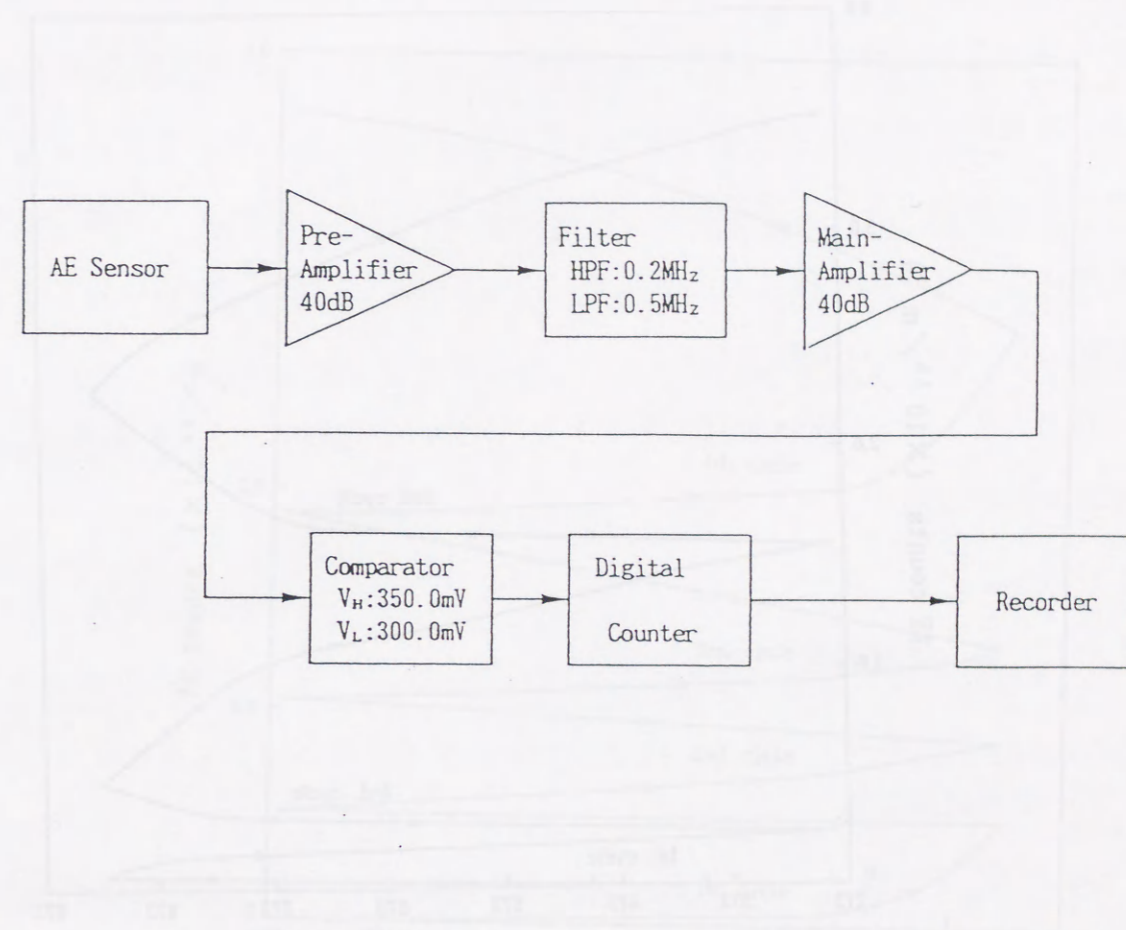 AE Sensor
Pre-
Amplifier
40dB
Filter
HPF:0.2MHz
LPF:0.5MHz
Main-
Amplifier
40dB
Comparator
VH:350.0mV
VL:300.0mV
Digital
Counter
Recorder